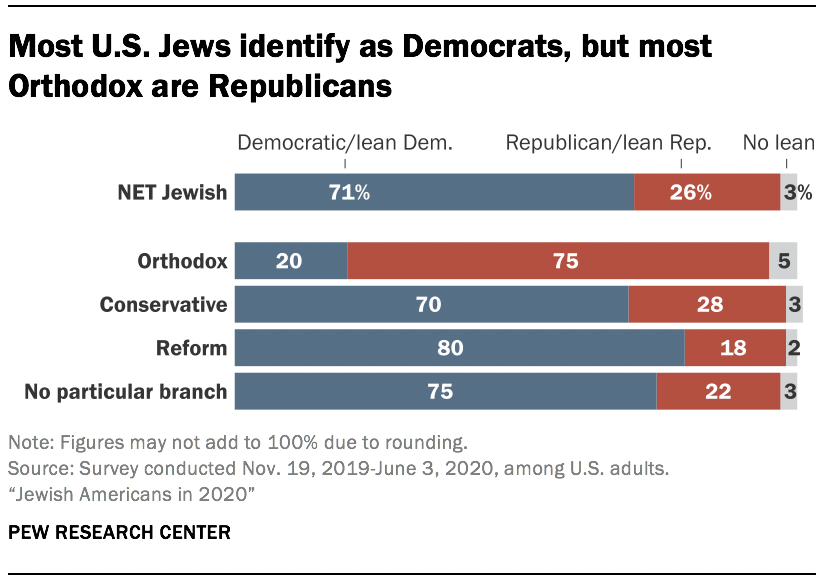 Most U.S. Jews identify as Democrats, but most
Orthodox are Republicans
Democratic/lean Dem. Republican/lean Rep. No lean
NET Jewish 71% 26% 3%
Orthodox 20 75 5
Conservative 70 28 3
Reform 80 18 2
No particular branch 75 22 3
Note: Figures may not add to 100% due to rounding.
Source: Survey conducted Nov. 19, 2019-June 3, 2020, among U.S. adults.
“Jewish Americans in 2020”
PEW RESEARCH CENTER